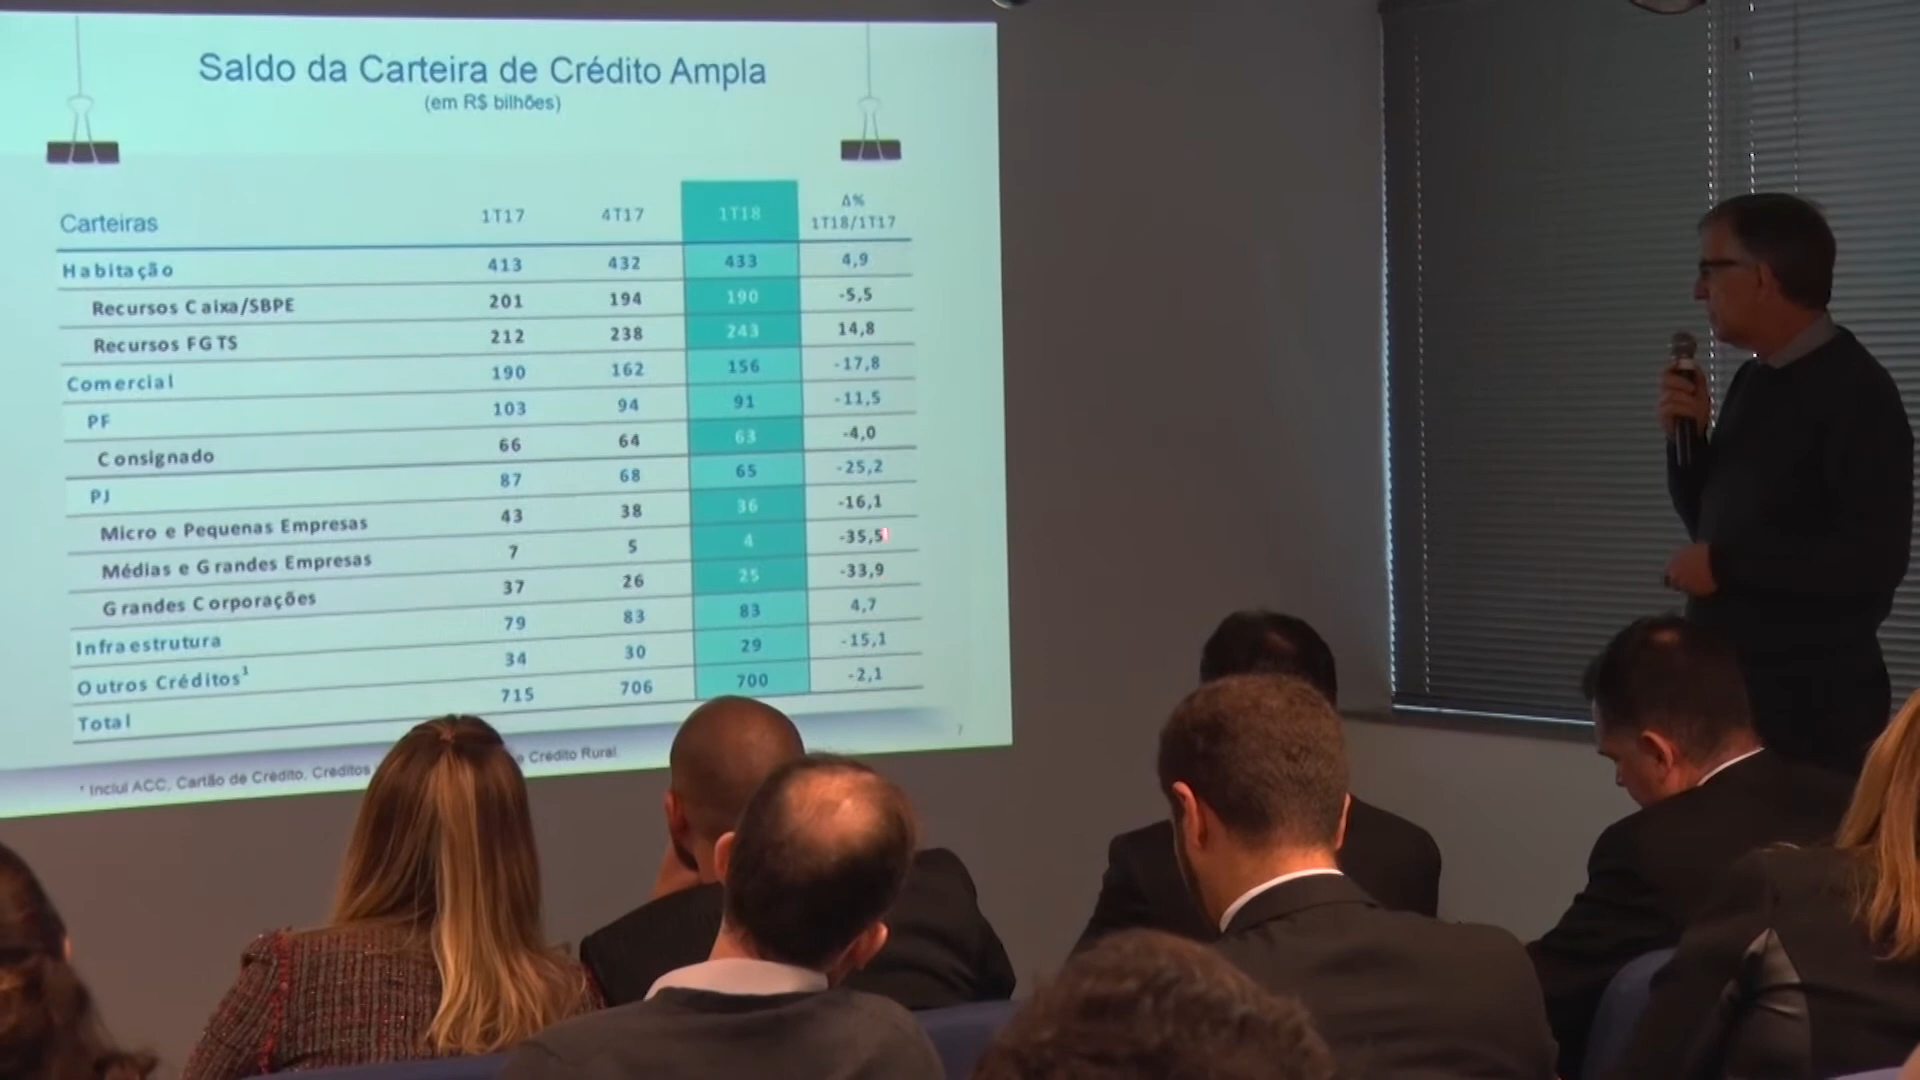 Saldo da Carteira de Crédito Ampla
(em R$ bilhões)
Carteiras 1T17 4T17 1T18 Δ% 1T18/1T17
Habitação 413 432 433 4,9
Recursos Caixa/SBPE 201 194 190 -5,5
Recursos FGTS 212 238 243 14,8
Comercial 190 162 156 -17,8
PF 103 94 91 -11,5
Consignado 66 64 63 -4,0
PJ 87 68 65 -25,2
Micro e Pequenas Empresas 43 38 36 -16,1
Médias e Grandes Empresas 7 5 4 -35,5
Grandes Corporações 37 26 25 -33,9
Infraestrutura 79 83 83 4,7
Outros Créditos¹ 34 30 29 -15,1
Total 715 706 700 -2,1
7
¹ Inclui ACC, Cartão de Crédito, Créditos Crédito Rural